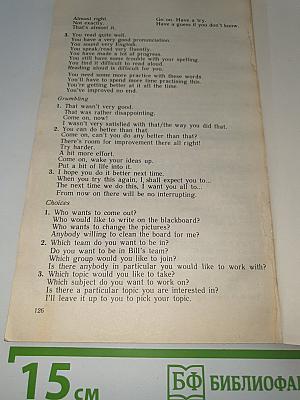 Almost right. Go on. Have a try.
Not exactly. Have a guess if you don't know.
That's almost it.
3. You read quite well.
You have a very good pronunciation.
You sound very English.
You speak/read very fluently.
You have made a lot of progress.
You still have some trouble with your spelling.
You find it difficult to read aloud.
Reading aloud is difficult for you.
You need some more practice with these words.
You'll have to spend more time practising this.
You're getting better at it all the time.
You've improved no end.
Grumbling
1. That wasn't very good.
That was rather disappointing.
Come on, now!
I wasn't very satisfied with that/the way you did that.
2. You can do better than that.
Come on, can't you do any better than that?
There's room for improvement there all right!
Try harder.
A bit more effort.
Come on, wake your ideas up.
Put a bit of life into it.
3. I hope you do it better next time.
When you try this again, I shall expect you to...
The next time we do this, I want you all to...
From now on there will be no interrupting.
Choices
1. Who wants to come out?
Who would like to write on the blackboard?
Who wants to change the pictures?
Anybody willing to clean the board for me?
2. Which team do you want to be in?
Do you want to be in Bill's team?
Which group would you like to join?
Is there anybody in particular you would like to work with?
3. Which topic would you like to take?
Which subject do you want to work on?
Is there a particular topic you are interested in?
I'll leave it up to you to pick your topic.
126
15 СМ
БФ БИБЛИОФА